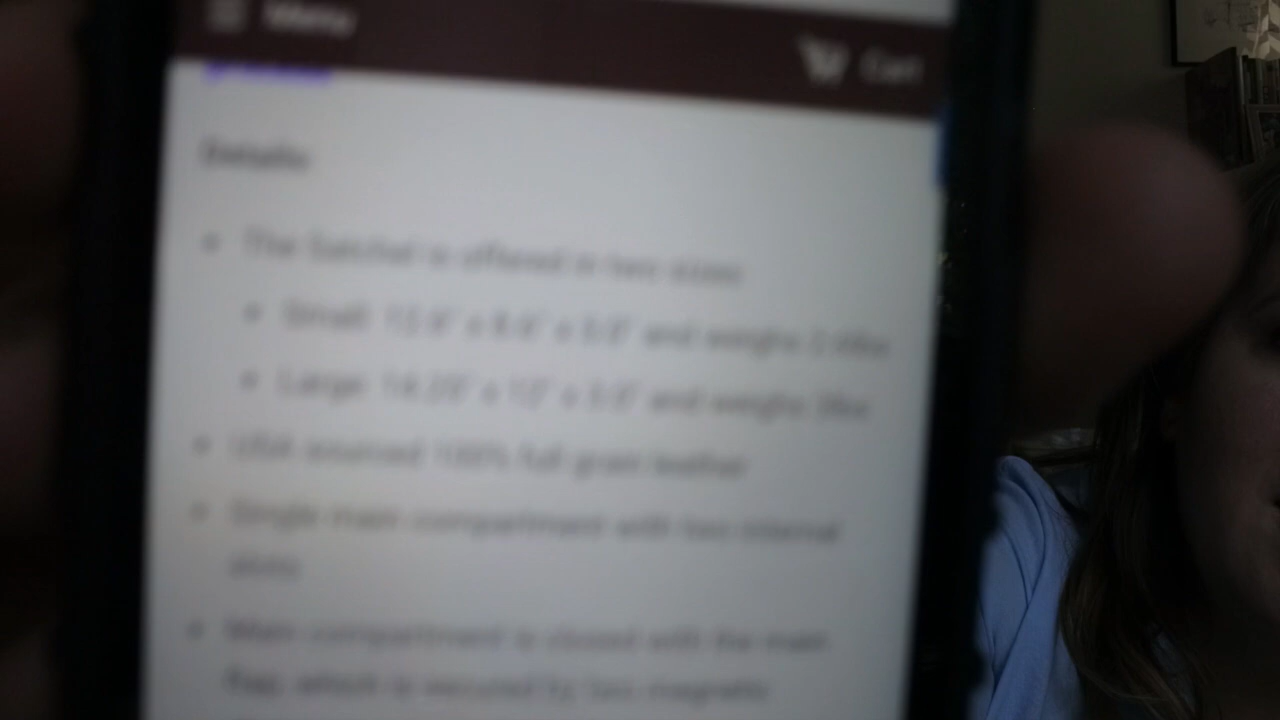 Menu
Cart
Details:
The Satchel is offered in two sizes:
Small: x x and weighs
Large: x 12" x and weighs
USA sourced 100% full grain leather
Single main compartment with two internal
slots
Main compartment is closed with the main
flap, which is secured by two magnetic